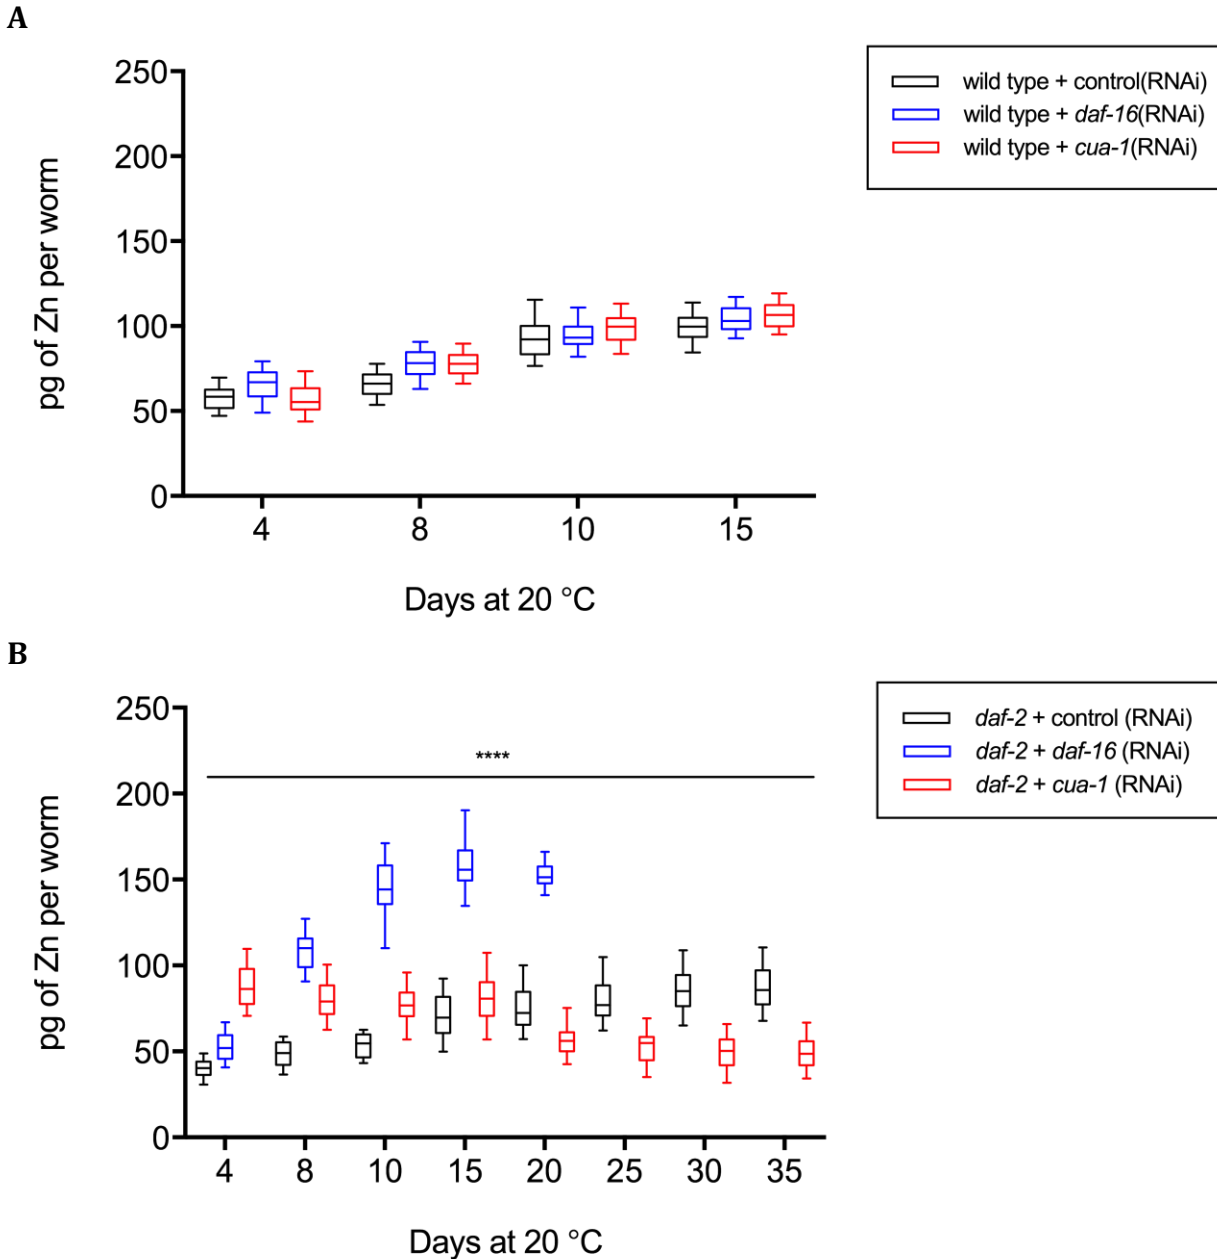 A
250
200
150
100
50
0
pg of Zn per worm
4 8 10 15
Days at 20 °C
wild type + control(RNAi)
wild type + daf-16(RNAi)
wild type + cua-1(RNAi)
B
250
200
150
100
50
0
pg of Zn per worm
****
4 8 10 15 20 25 30 35
Days at 20 °C
daf-2 + control (RNAi)
daf-2 + daf-16 (RNAi)
daf-2 + cua-1 (RNAi)